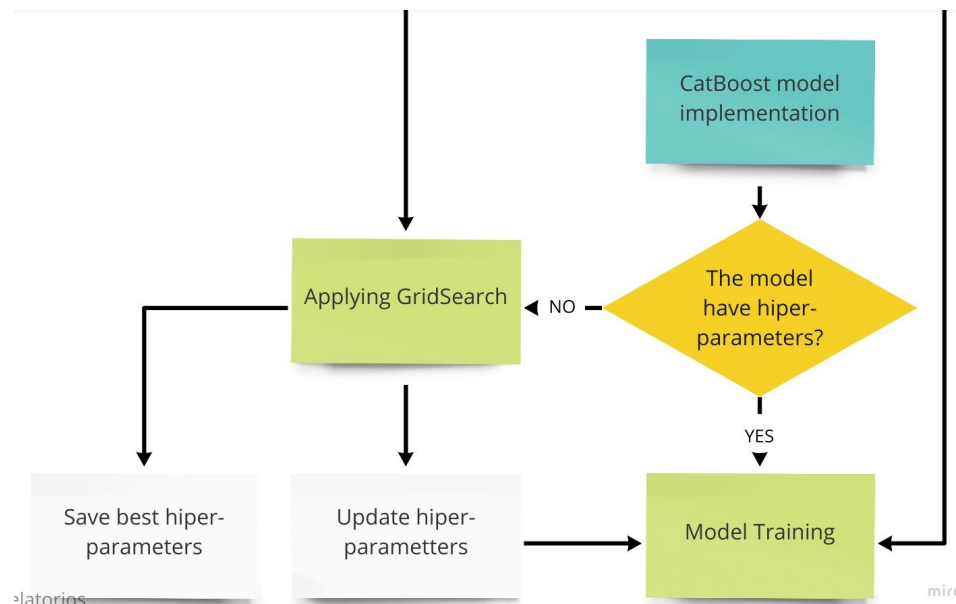 CatBoost model
implementation
The model
have hiper-
parameters?
NO
Applying GridSearch
YES
Save best hiper-
parameters
Update hiper-
parametters
Model Training
elatorios